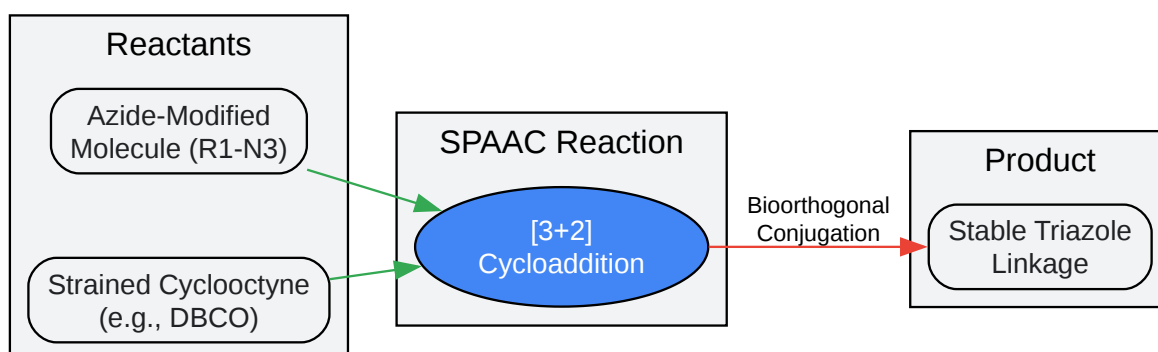 Reactants
Azide-Modified
Molecule (R1-N3)
Strained Cyclooctyne
(e.g., DBCO)
SPAAC Reaction
[3+2]
Cycloaddition
Bioorthogonal
Conjugation
Product
Stable Triazole
Linkage